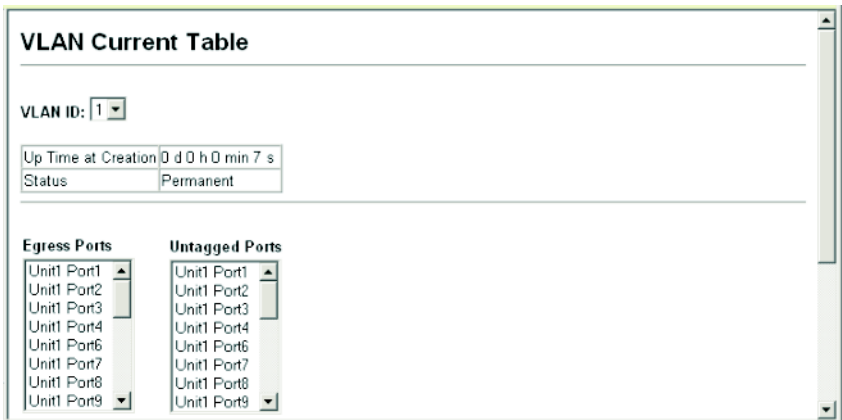 VLAN Current Table
VLAN ID: 1
Up Time at Creation 0 d 0 h 0 min 7 s
Status Permanent
Egress Ports
Unit1 Port1
Unit1 Port2
Unit1 Port3
Unit1 Port4
Unit1 Port6
Unit1 Port7
Unit1 Port8
Unit1 Port9
Untagged Ports
Unit1 Port1
Unit1 Port2
Unit1 Port3
Unit1 Port4
Unit1 Port6
Unit1 Port7
Unit1 Port8
Unit1 Port9